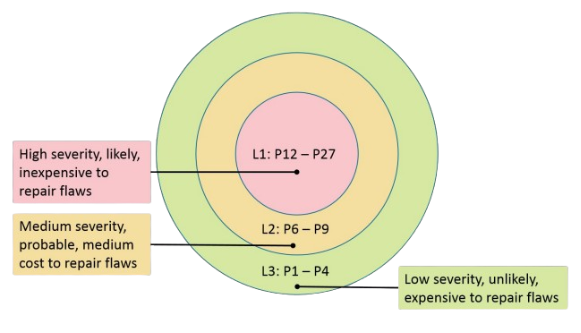 L1: P12 – P27
High severity, likely,
inexpensive to
repair flaws
L2: P6 – P9
Medium severity,
probable, medium
cost to repair flaws
L3: P1 – P4
Low severity, unlikely,
expensive to repair flaws